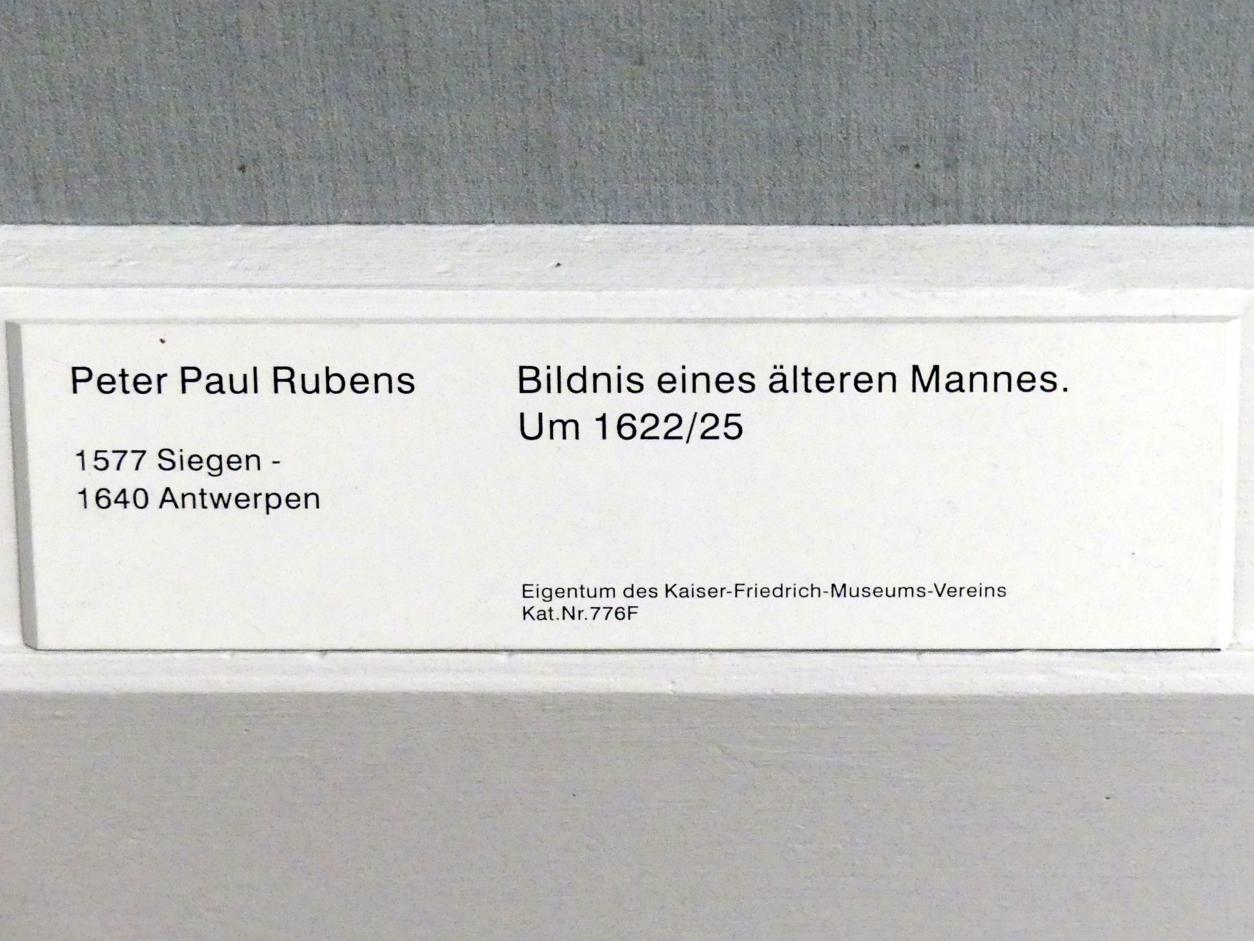 Peter Paul Rubens
1577 Siegen -
1640 Antwerpen
Bildnis eines älteren Mannes.
Um 1622/25
Eigentum des Kaiser-Friedrich-Museums-Vereins
Kat.Nr.776F